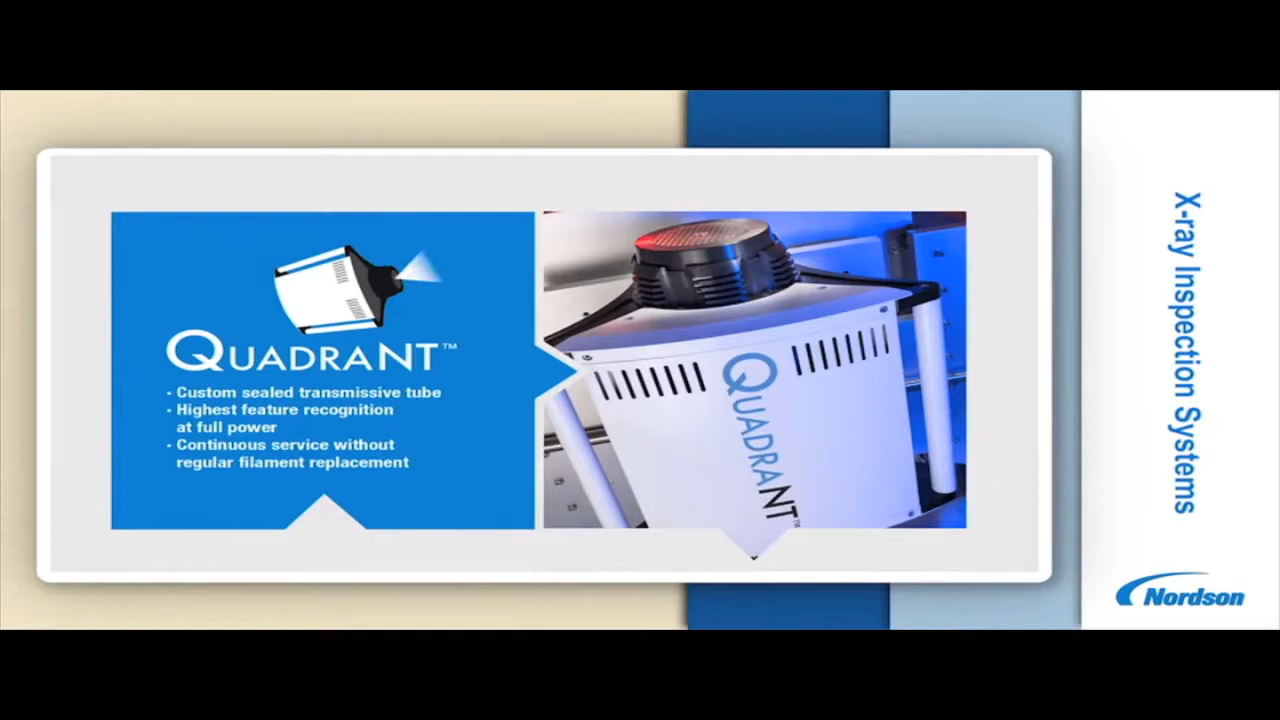 QUADRANT™
- Custom sealed transmissive tube
- Highest feature recognition
at full power
- Continuous service without
regular filament replacement
QUADRANT™
X-ray Inspection Systems
Nordson